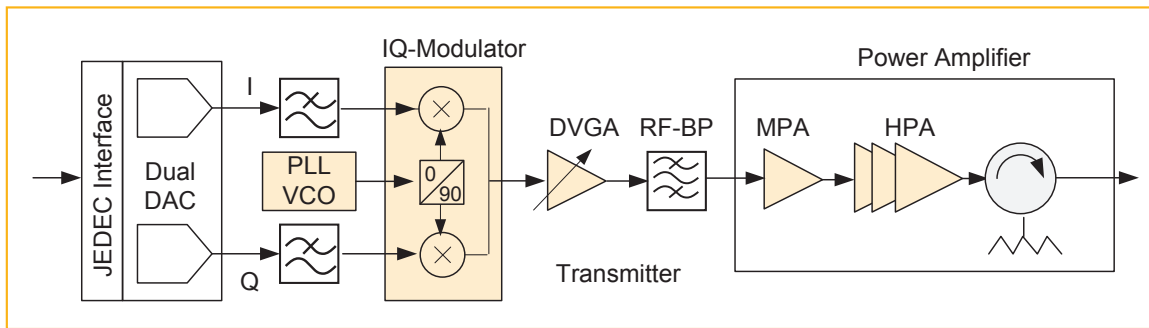 IQ-Modulator
Power Amplifier
JEDEC Interface
Dual
DAC
I
PLL
VCO
0
90
Q
DVGA
RF-BP
MPA
HPA
Transmitter